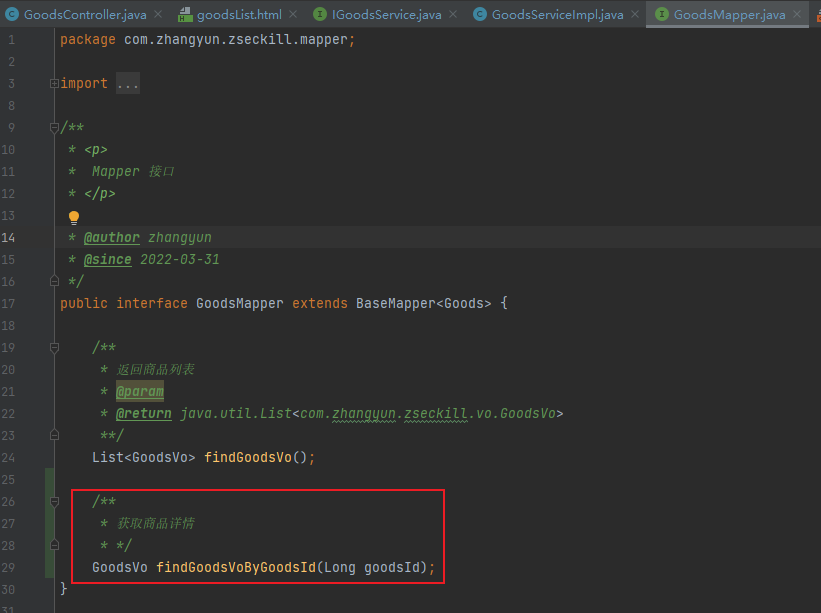 GoodsController.java goodsList.html IGoodsService.java GoodsServiceImpl.java GoodsMapper.java
1 package com.zhangyun.zseckill.mapper;
2
3 import ...
8
9 /**
10 * <p>
11 * Mapper 接口
12 * </p>
13
14 * @author zhangyun
15 * @since 2022-03-31
16 */
17 public interface GoodsMapper extends BaseMapper<Goods> {
18
19 /**
20 * 返回商品列表
21 * @param
22 * @return java.util.List<com.zhangyun.zseckill.vo.GoodsVo>
23 **/
24 List<GoodsVo> findGoodsVo();
25
26 /**
27 * 获取商品详情
28 * */
29 GoodsVo findGoodsVoByGoodsId(Long goodsId);
30 }
31